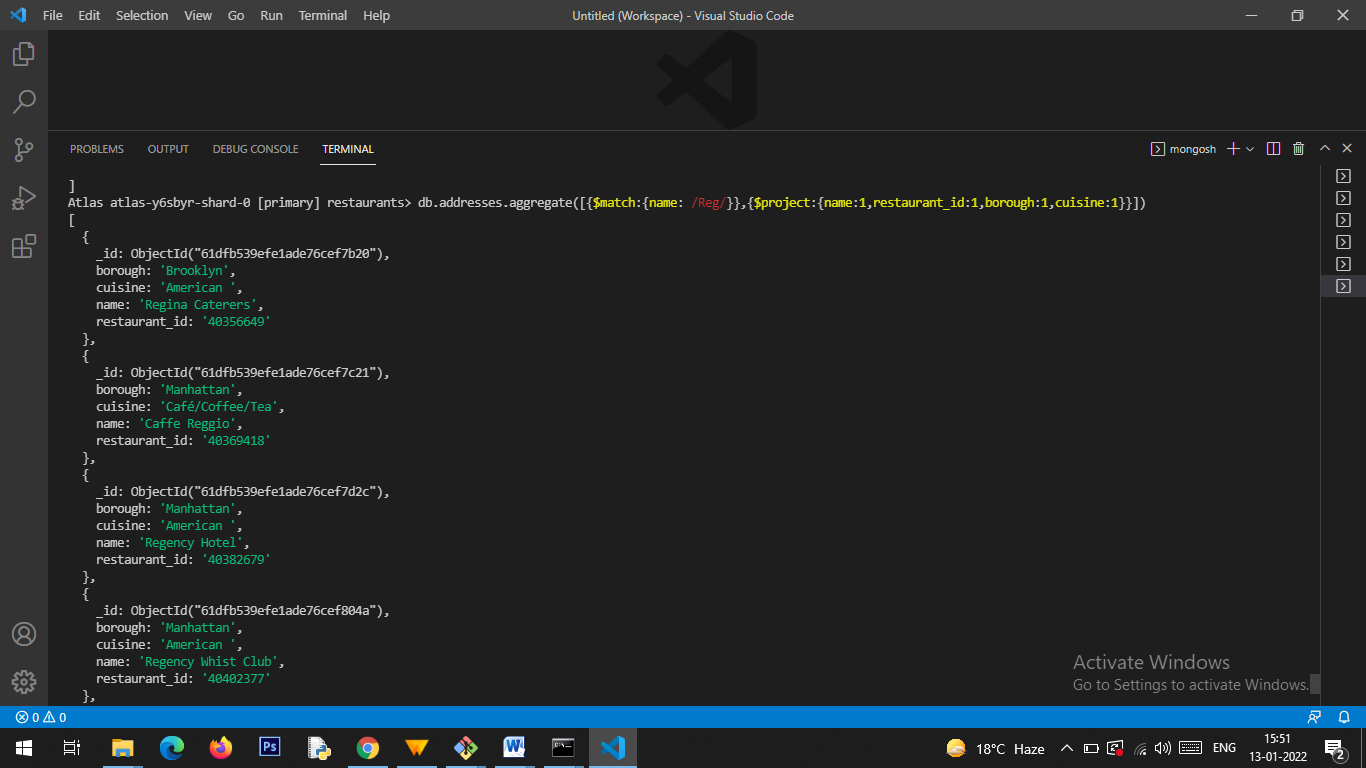 File Edit Selection View Go Run Terminal Help Untitled (Workspace) - Visual Studio Code
PROBLEMS OUTPUT DEBUG CONSOLE TERMINAL mongosh
]
Atlas atlas-y6sbyr-shard-0 [primary] restaurants> db.addresses.aggregate([{$match:{name: /Reg/}},{$project:{name:1,restaurant_id:1,borough:1,cuisine:1}}])
[
{
_id: ObjectId("61dfb539efe1ade76cef7b20"),
borough: 'Brooklyn',
cuisine: 'American ',
name: 'Regina Caterers',
restaurant_id: '40356649'
},
{
_id: ObjectId("61dfb539efe1ade76cef7c21"),
borough: 'Manhattan',
cuisine: 'Café/Coffee/Tea',
name: 'Caffe Reggio',
restaurant_id: '40369418'
},
{
_id: ObjectId("61dfb539efe1ade76cef7d2c"),
borough: 'Manhattan',
cuisine: 'American ',
name: 'Regency Hotel',
restaurant_id: '40382679'
},
{
_id: ObjectId("61dfb539efe1ade76cef804a"),
borough: 'Manhattan',
cuisine: 'American ',
name: 'Regency Whist Club',
restaurant_id: '40402377'
},
Activate Windows
Go to Settings to activate Windows.
0 0
Ps W 18°C Haze ENG 15:51
13-01-2022 2